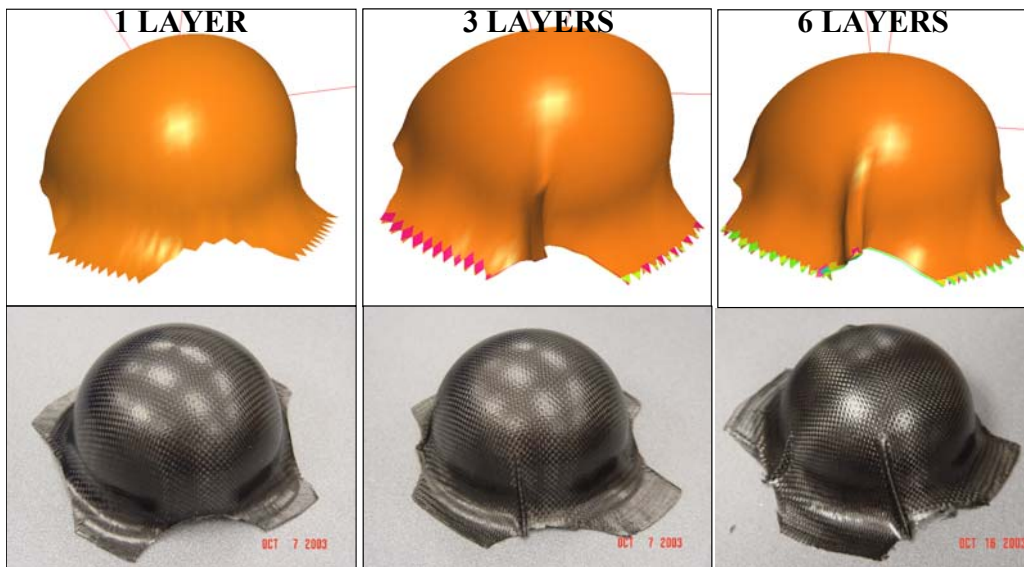 1 LAYER
3 LAYERS
6 LAYERS
OCT 7 2003
OCT 7 2003
OCT 16 2003